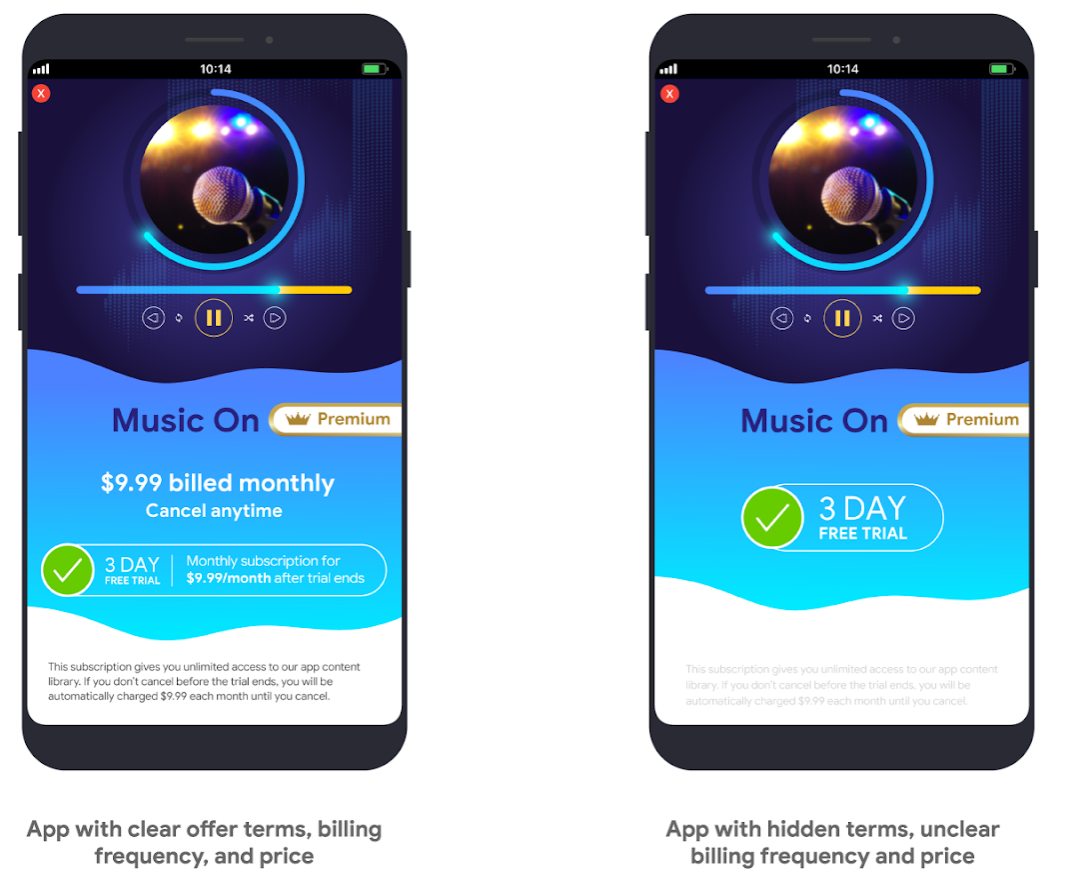 10:14
X
Music On
Premium
$9.99 billed monthly
Cancel anytime
3 DAY
FREE TRIAL
Monthly subscription for
$9.99/month after trial ends
This subscription gives you unlimited access to our app content
library. If you don't cancel before the trial ends, you will be
automatically charged $9.99 each month until you cancel.
App with clear offer terms, billing
frequency, and price
10:14
X
Music On
Premium
3 DAY
FREE TRIAL
This subscription gives you unlimited access to our app content
library. If you don't cancel before the trial ends, you will be
automatically charged $9.99 each month until you cancel.
App with hidden terms, unclear
billing frequency and price